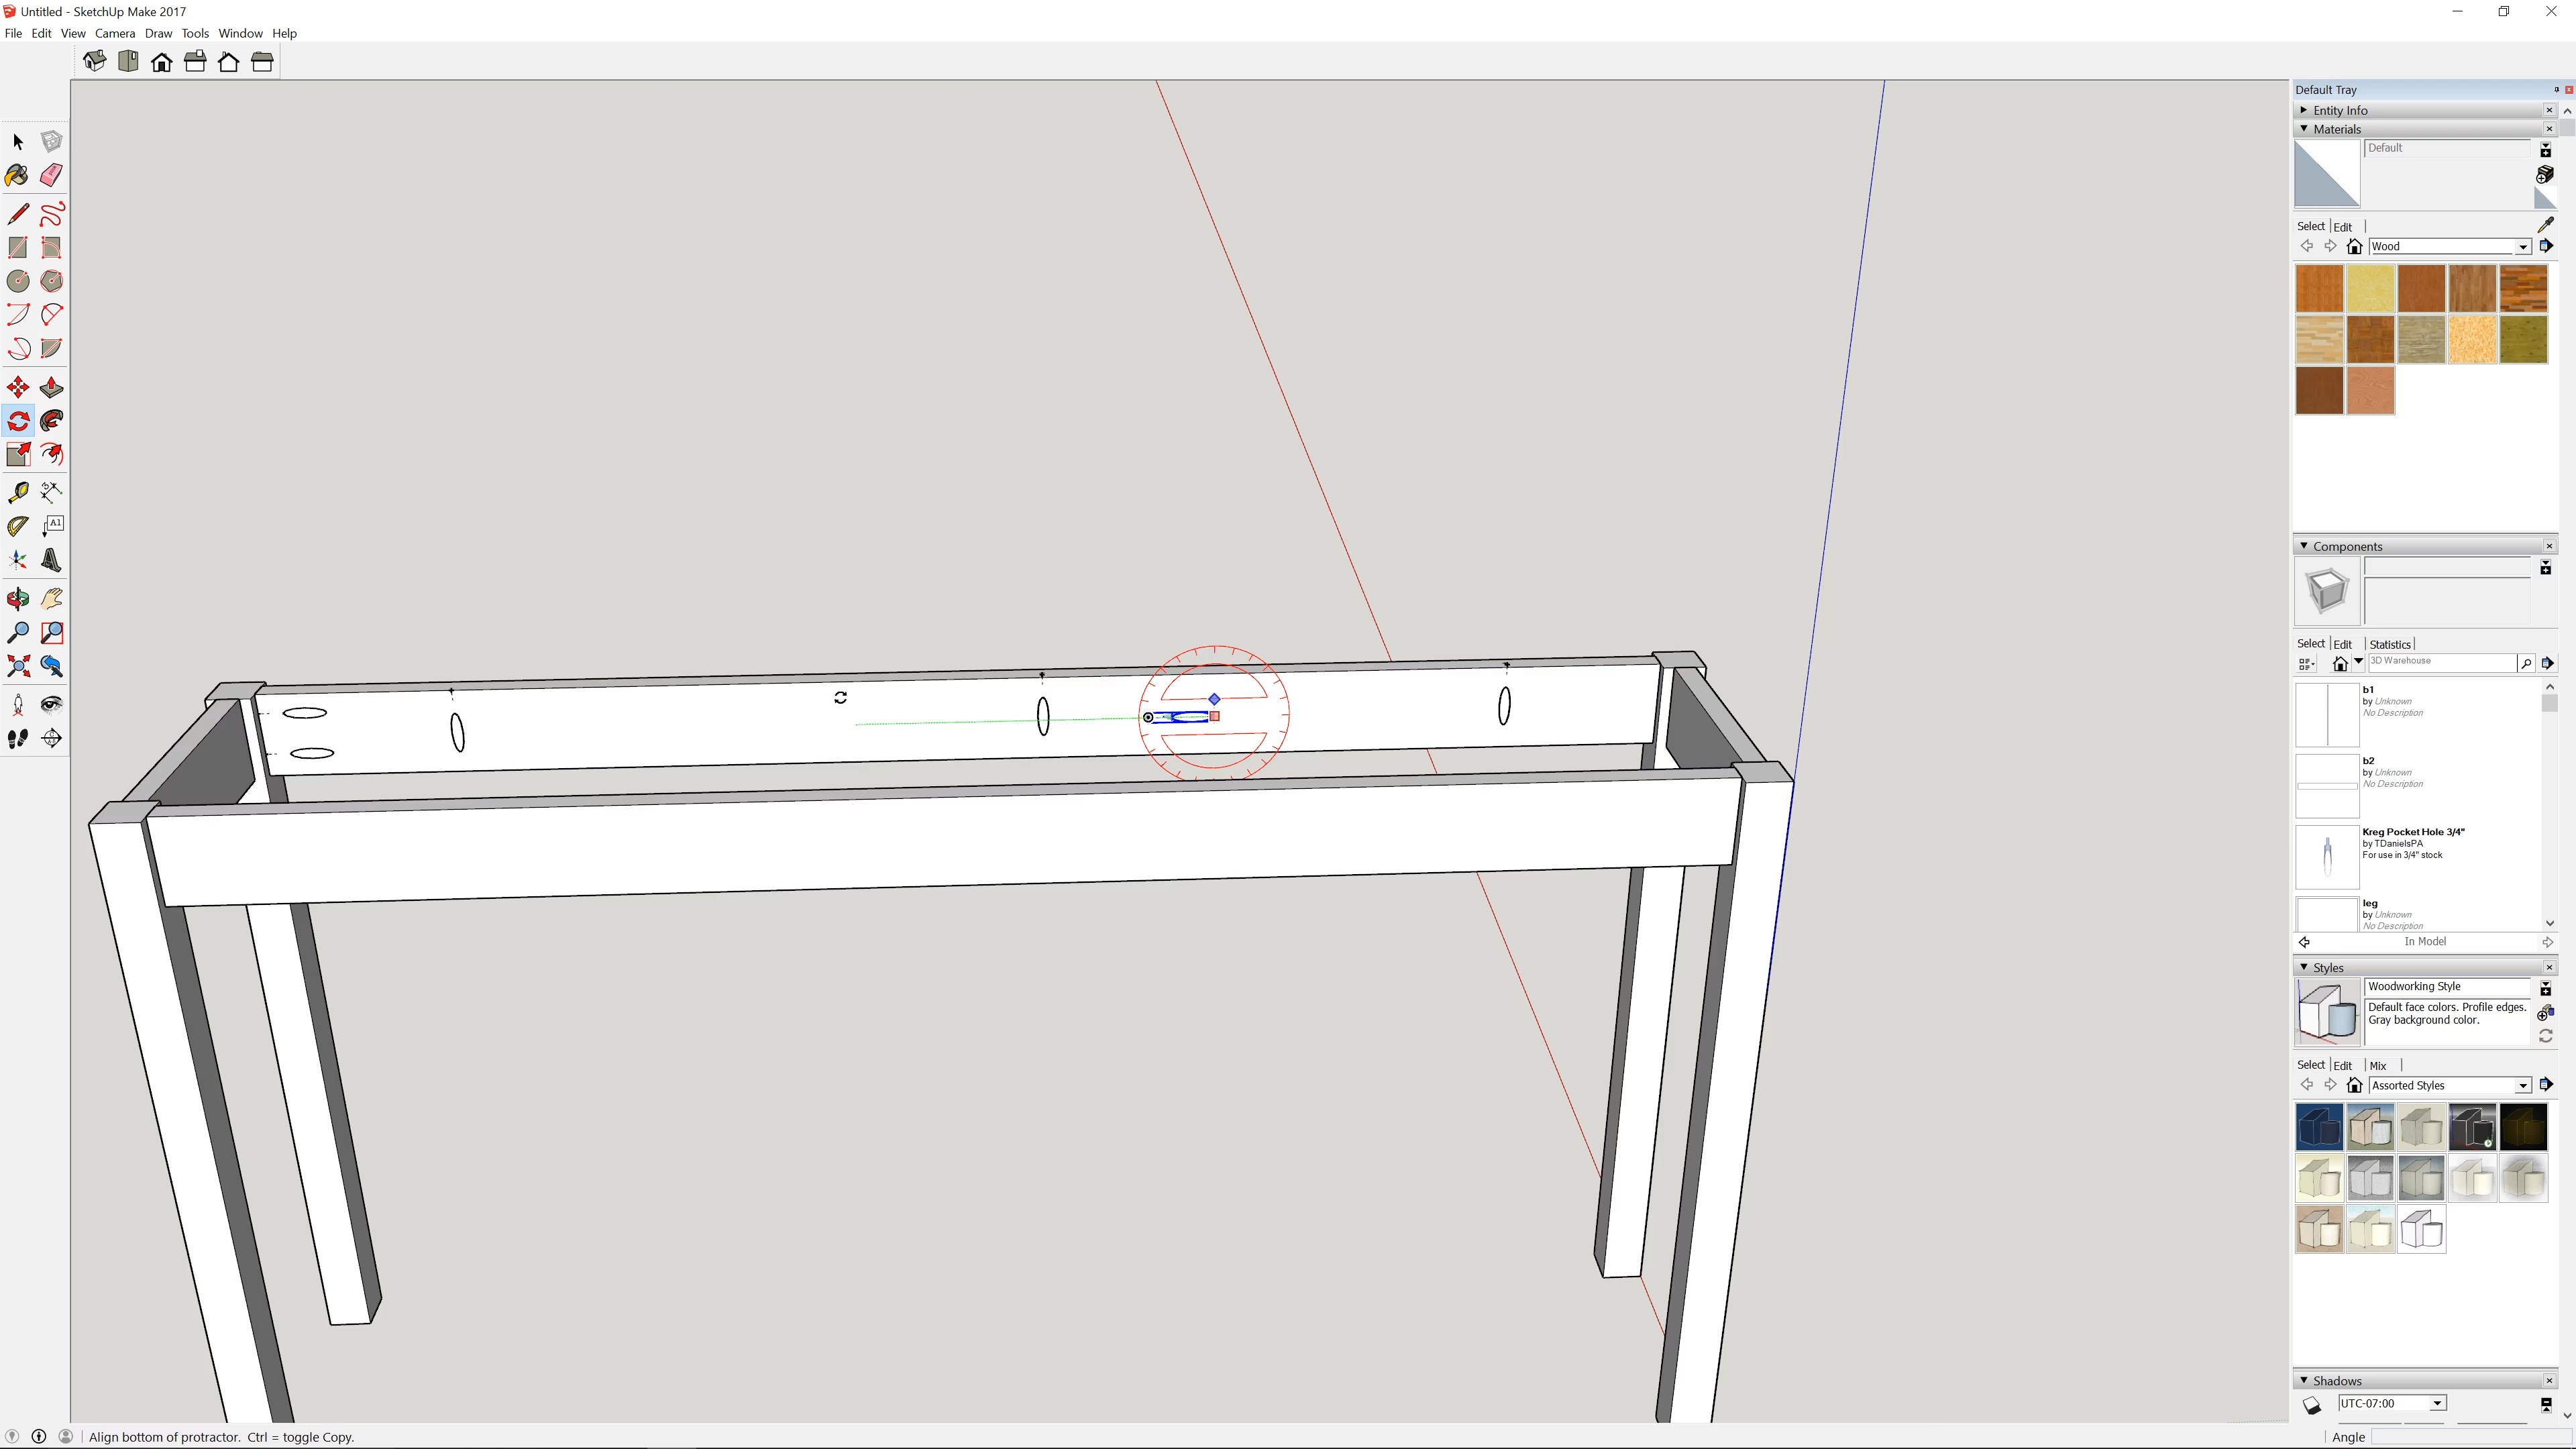 Untitled - SketchUp Make 2017
File Edit View Camera Draw Tools Window Help
Default Tray
Entity Info
Materials
Default
Select Edit
Wood
Components
Select Edit Statistics
3D Warehouse
b1
by Unknown
No Description
b2
by Unknown
No Description
Kreg Pocket Hole 3/4"
by TDanielsPA
For use in 3/4" stock
leg
by Unknown
No Description
In Model
Styles
Woodworking Style
Default face colors. Profile edges.
Gray background color.
Select Edit Mix
Assorted Styles
Shadows
UTC-07:00
Align bottom of protractor. Ctrl = toggle Copy.
Angle